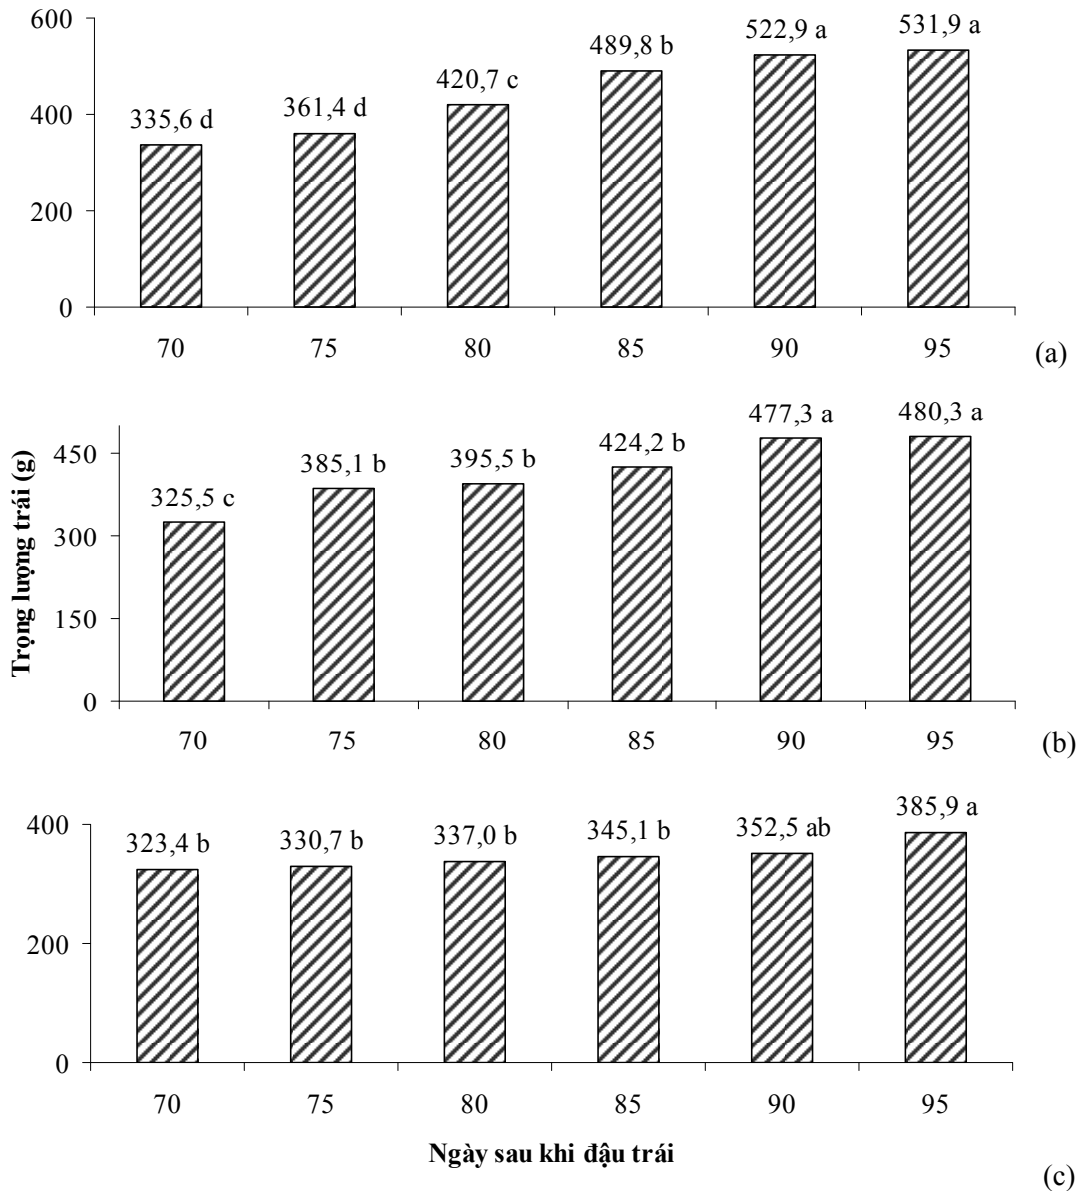 600
400
200
0
335,6 d
361,4 d
420,7 c
489,8 b
522,9 a
531,9 a
70 75 80 85 90 95
(a)
Trọng lượng trái (g)
450
300
150
0
325,5 c
385,1 b
395,5 b
424,2 b
477,3 a
480,3 a
70 75 80 85 90 95
(b)
400
200
0
323,4 b
330,7 b
337,0 b
345,1 b
352,5 ab
385,9 a
70 75 80 85 90 95
Ngày sau khi đậu trái
(c)